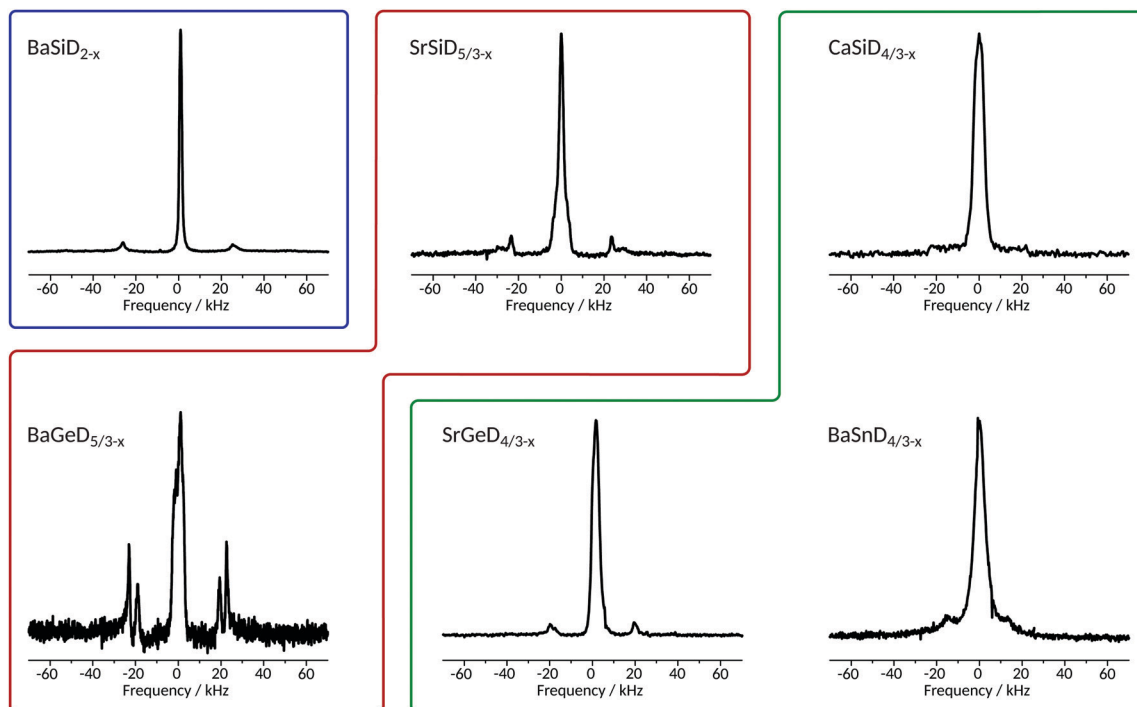 BaSiD2-x
-60 -40 -20 0 20 40 60
Frequency / kHz
SrSiD5/3-x
-60 -40 -20 0 20 40 60
Frequency / kHz
CaSiD4/3-x
-60 -40 -20 0 20 40 60
Frequency / kHz
BaGeD5/3-x
-60 -40 -20 0 20 40 60
Frequency / kHz
SrGeD4/3-x
-60 -40 -20 0 20 40 60
Frequency / kHz
BaSnD4/3-x
-60 -40 -20 0 20 40 60
Frequency / kHz